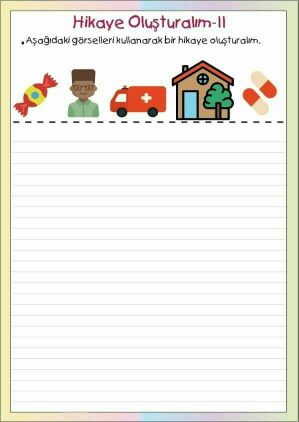 Hikaye Oluşturalım-II
.Aşağıdaki görselleri kullanarak bir hikaye oluşturalım.